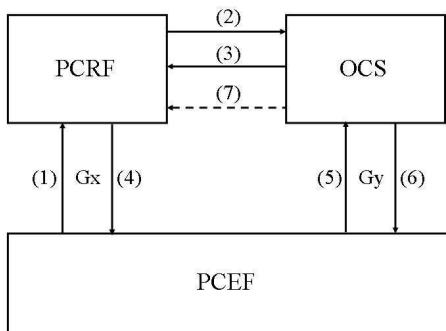 (2)
PCRF (3) OCS
(7)
(1) Gx (4) (5) Gy (6)
PCEF